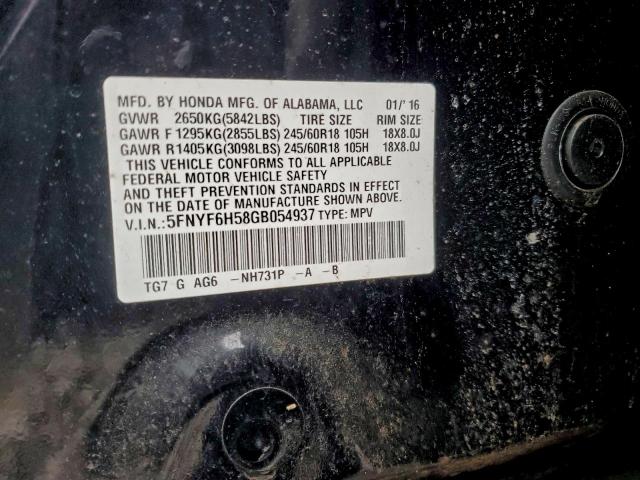 MFD. BY HONDA MFG. OF ALABAMA, LLC 01/'16
GVWR 2650KG(5842LBS) TIRE SIZE RIM SIZE
GAWR F 1295KG(2855LBS) 245/60R18 105H 18X8.0J
GAWR R 1405KG(3098LBS) 245/60R18 105H 18X8.0J
THIS VEHICLE CONFORMS TO ALL APPLICABLE
FEDERAL MOTOR VEHICLE SAFETY
AND THEFT PREVENTION STANDARDS IN EFFECT
ON THE DATE OF MANUFACTURE SHOWN ABOVE.
V.I.N.:5FNYF6H58GB054937 TYPE: MPV
TG7 G AG6 -NH731P -A -B